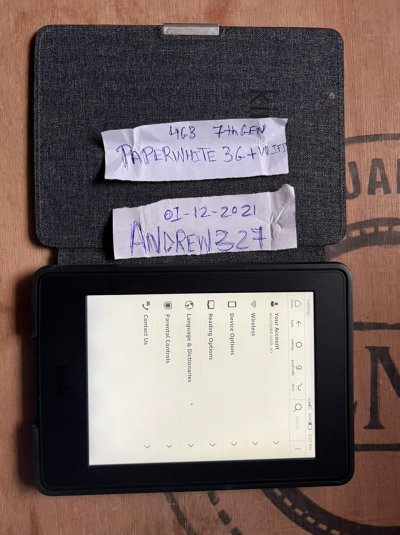 4GB 7thGEN
PAPERWHITE 3G+WIFI
01-12-2021
ANDREW327
Settings
Your Account
Wireless
Device Options
Reading Options
Language & Dictionaries
Parental Controls
Contact Us